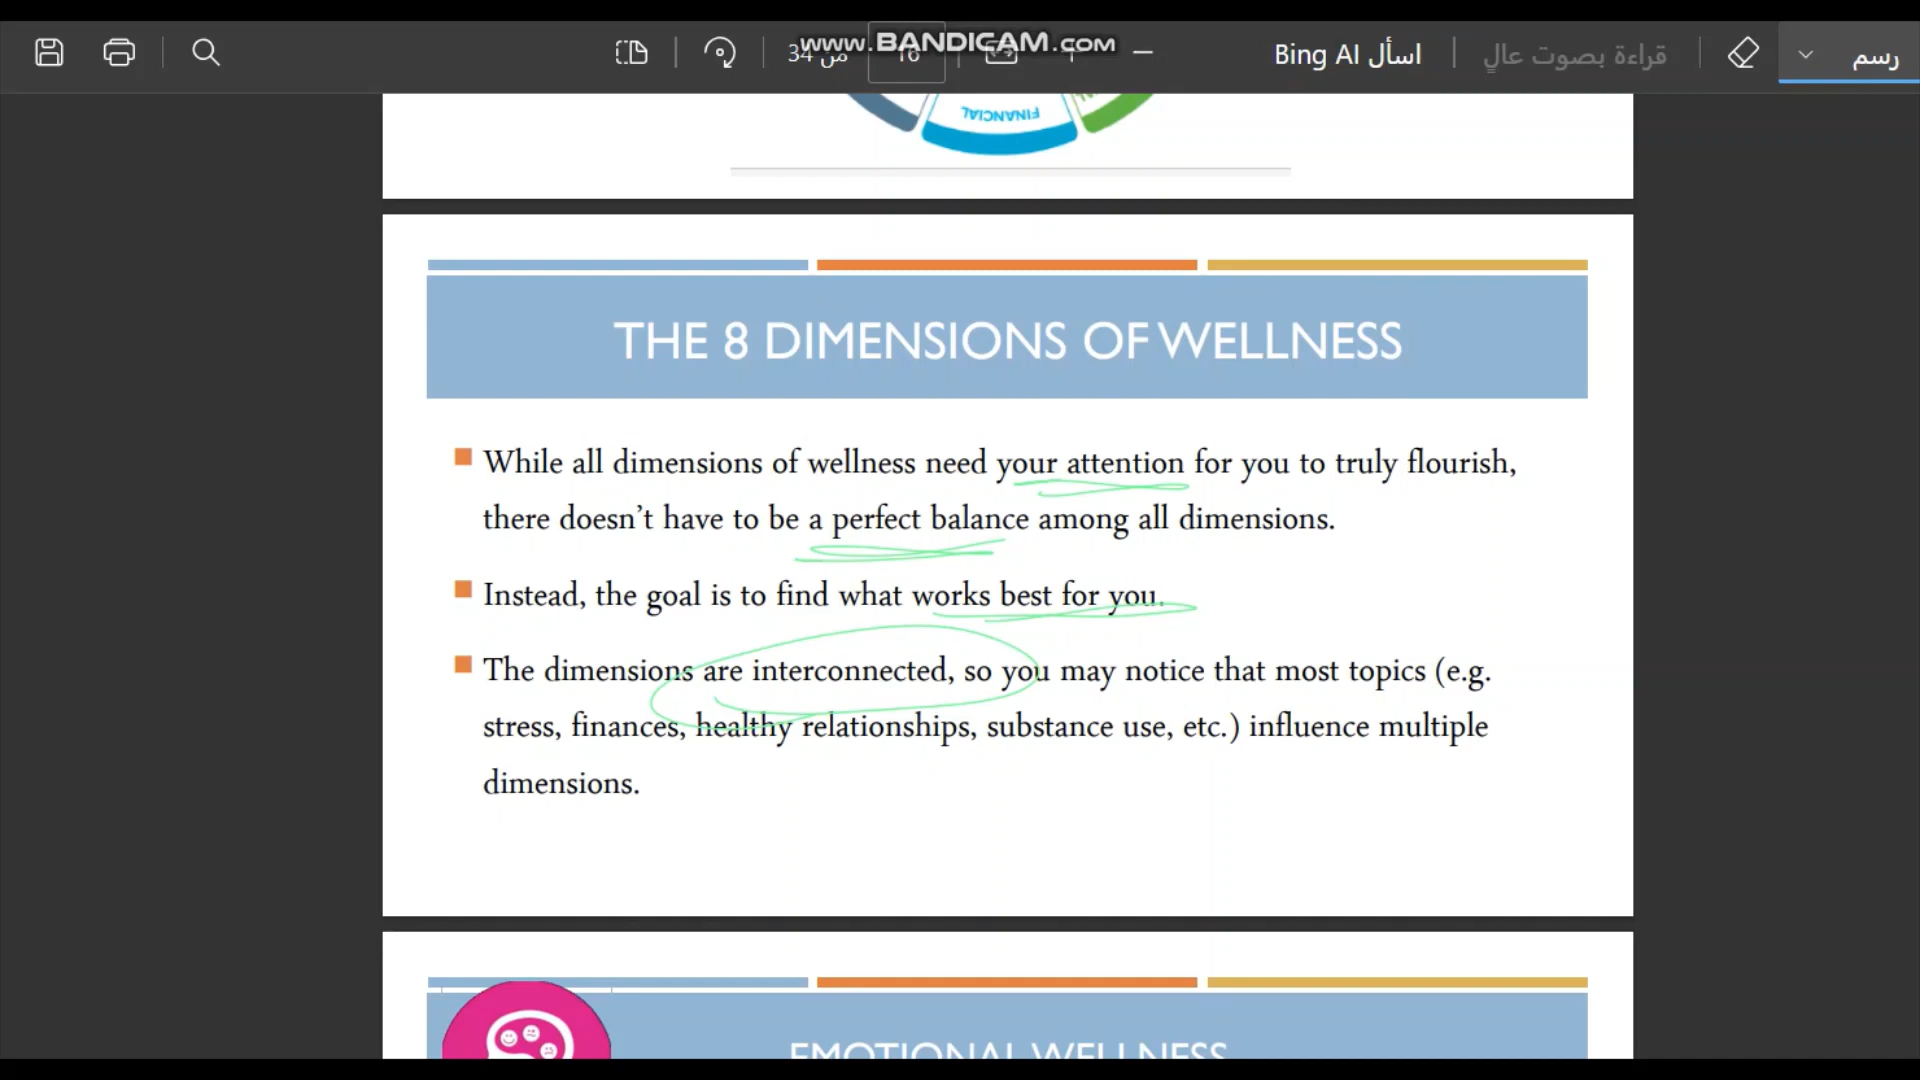 www.BANDICAM.com
16 من 34
اسأل Bing AI
قراءة بصوت عالٍ
رسم
FINANCIAL
THE 8 DIMENSIONS OF WELLNESS
While all dimensions of wellness need your attention for you to truly flourish,
there doesn’t have to be a perfect balance among all dimensions.
Instead, the goal is to find what works best for you.
The dimensions are interconnected, so you may notice that most topics (e.g.
stress, finances, healthy relationships, substance use, etc.) influence multiple
dimensions.
EMOTIONAL WELLNESS